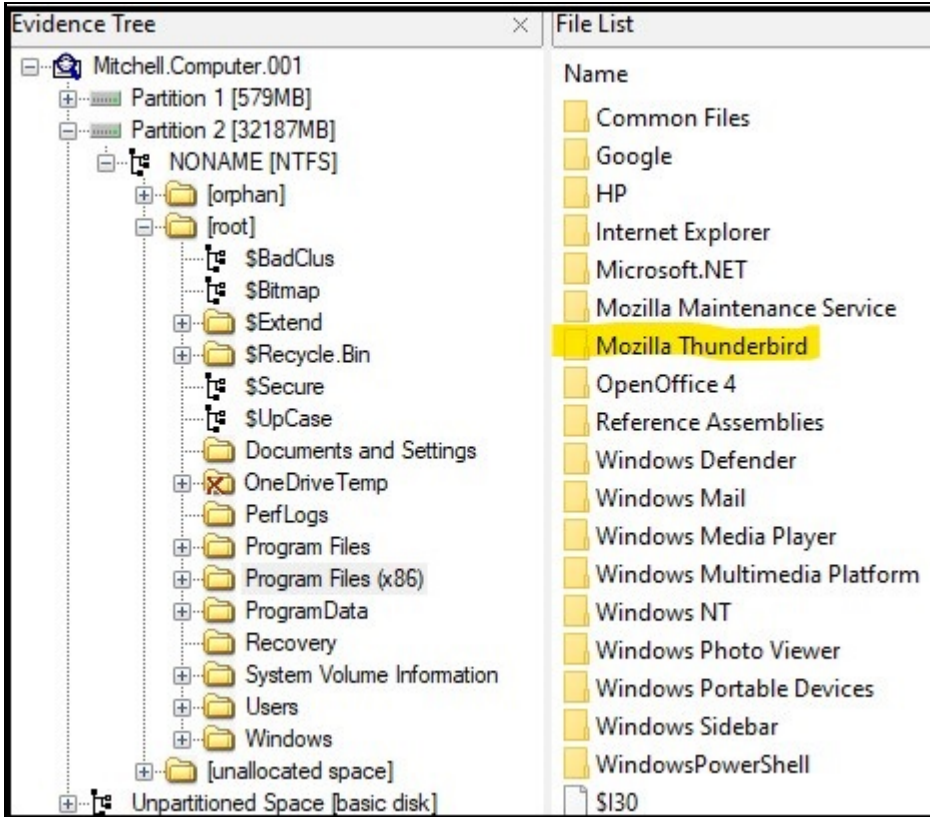 Evidence Tree
Mitchell.Computer.001
Partition 1 [579MB]
Partition 2 [32187MB]
NONAME [NTFS]
[orphan]
[root]
$BadClus
$Bitmap
$Extend
$Recycle.Bin
$Secure
$UpCase
Documents and Settings
OneDriveTemp
PerfLogs
Program Files
Program Files (x86)
ProgramData
Recovery
System Volume Information
Users
Windows
[unallocated space]
Unpartitioned Space [basic disk]
File List
Name
Common Files
Google
HP
Internet Explorer
Microsoft.NET
Mozilla Maintenance Service
Mozilla Thunderbird
OpenOffice 4
Reference Assemblies
Windows Defender
Windows Mail
Windows Media Player
Windows Multimedia Platform
Windows NT
Windows Photo Viewer
Windows Portable Devices
Windows Sidebar
WindowsPowerShell
$I30